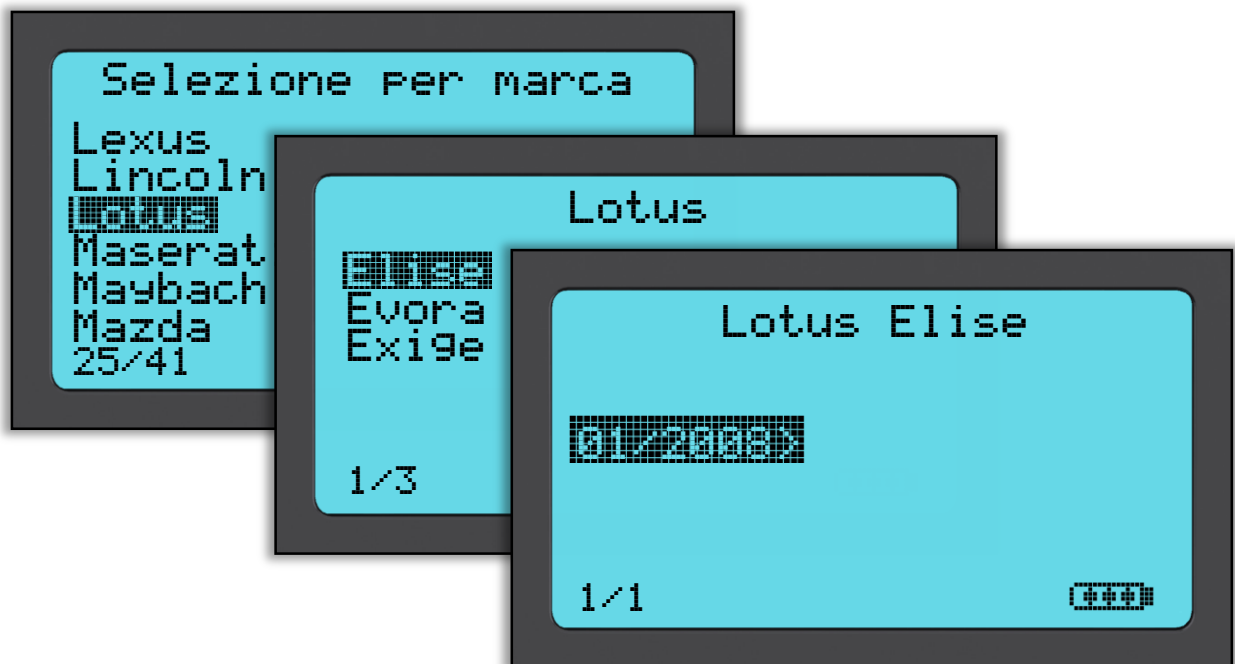 Selezione per marca
Lexus
Lincoln
Lotus
Maserat
Maybach
Mazda
25/41
Lotus
Elise
Evora
Exige
1/3
Lotus Elise
01/2008>
1/1